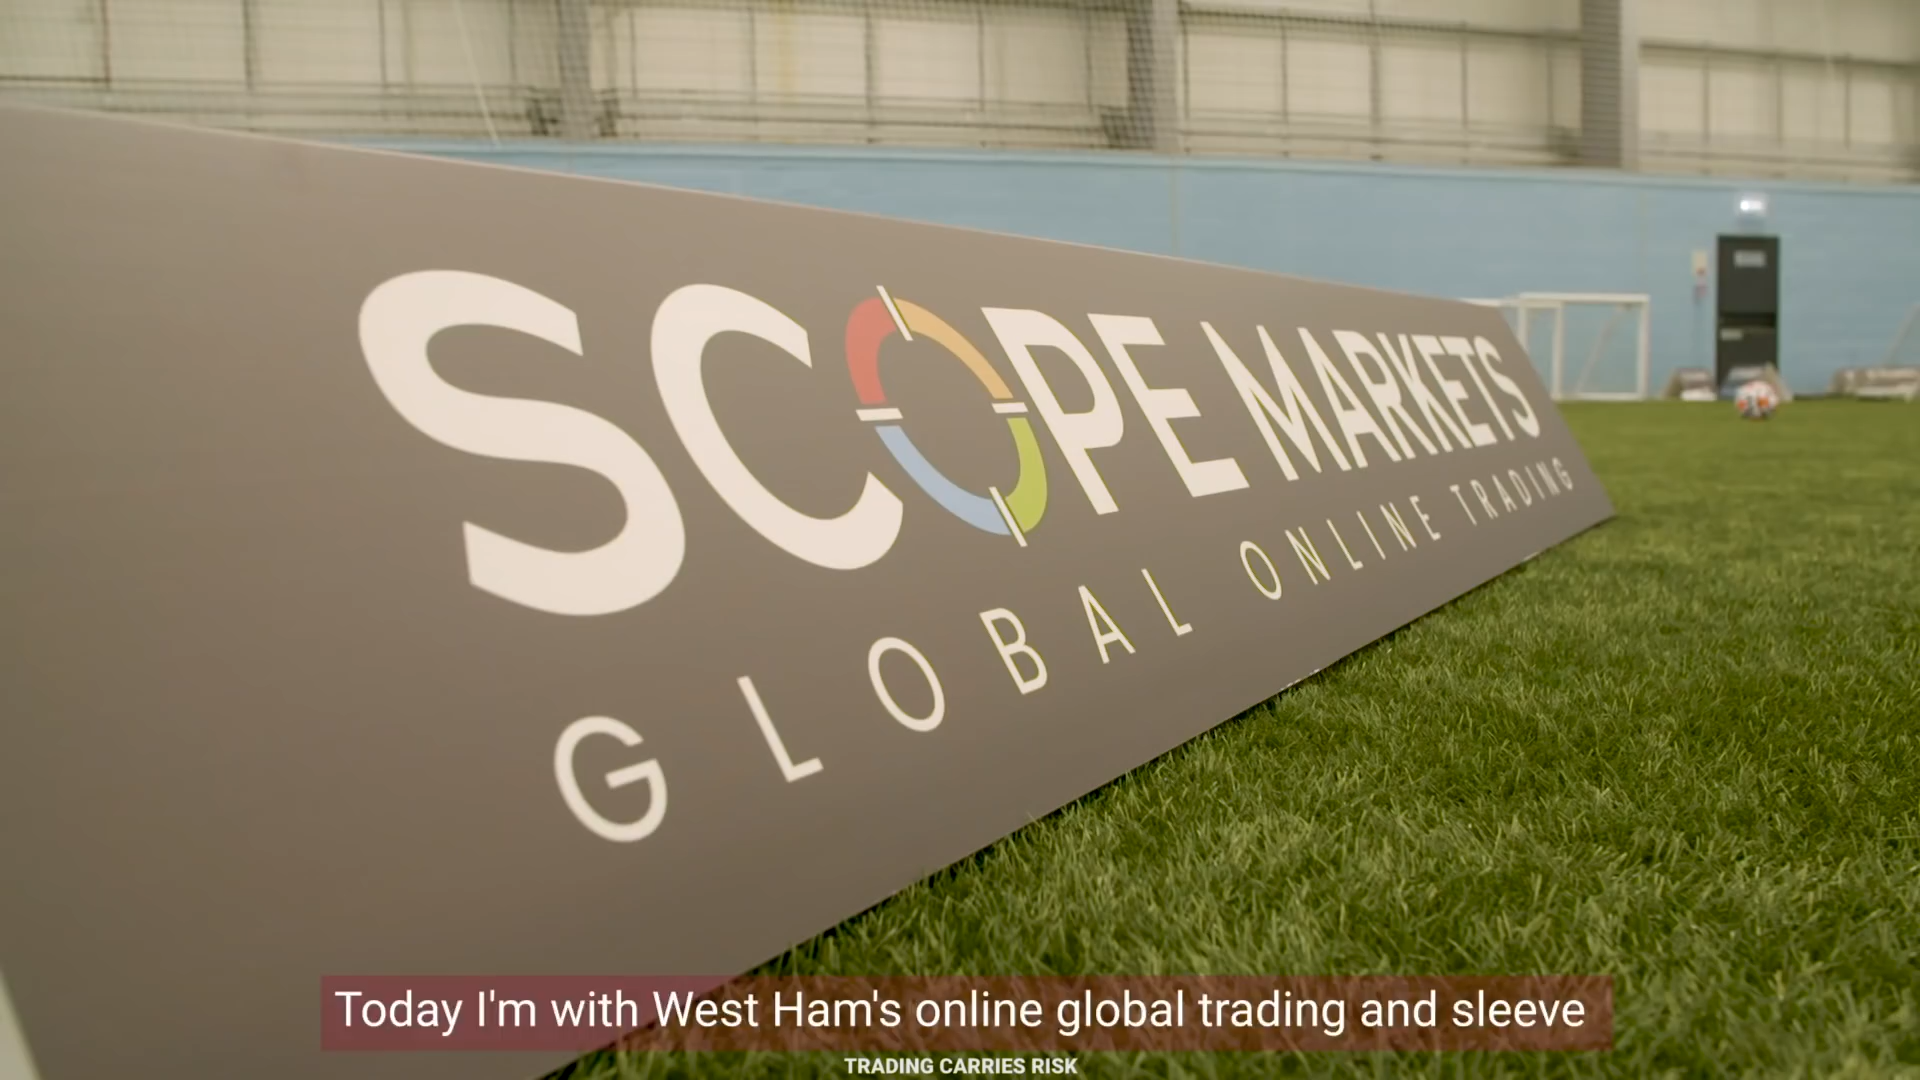 SCOPE MARKETS
GLOBAL ONLINE TRADING
Today I'm with West Ham's online global trading and sleeve
TRADING CARRIES RISK